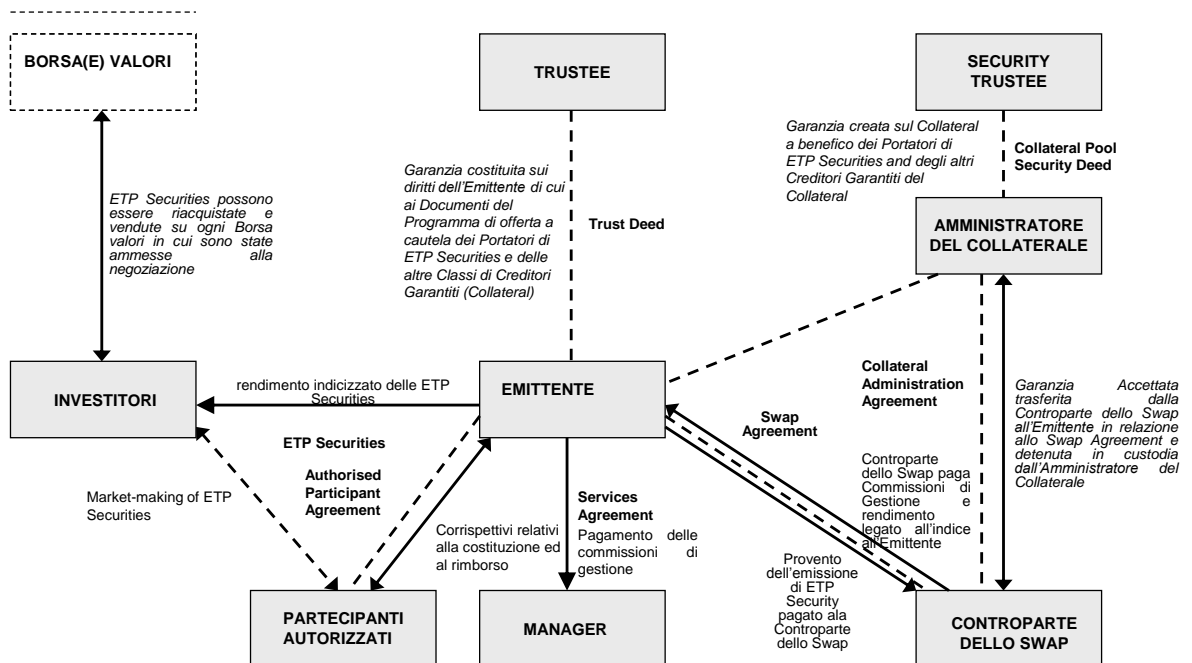 BORSA(E) VALORI
TRUSTEE
SECURITY
TRUSTEE
Garanzia creata sul Collateral
a benefico dei Portatori di
ETP Securities and degli altri
Creditori Garantiti del
Collateral
Collateral Pool
Security Deed
Garanzia costituita sui
diritti dell'Emittente di cui
ai Documenti del
Programma di offerta a
cautela dei Portatori di
ETP Securities e delle
altre Classi di Creditori
Garantiti (Collateral)
Trust Deed
ETP Securities possono
essere riacquistate e
vendute su ogni Borsa
valori in cui sono state
ammesse alla
negoziazione
AMMINISTRATORE
DEL COLLATERALE
INVESTITORI
rendimento indicizzato delle ETP
Securities
EMITTENTE
ETP Securities
Authorised
Participant
Agreement
Market-making of ETP
Securities
Corrispettivi relativi
alla costituzione ed
al rimborso
Services
Agreement
Pagamento delle
commissioni di
gestione
Swap
Agreement
Collateral
Administration
Agreement
Garanzia Accettata
trasferita dalla
Controparte dello Swap
all'Emittente in relazione
allo Swap Agreement e
detenuta in custodia
dall'Amministratore del
Collaterale
Controparte
dello Swap paga
Commissioni di
Gestione e
rendimento
legato all'indice
all'Emittente
Provento
dell'emissione
di ETP
Security
pagato ala
Controparte
dello Swap
PARTECIPANTI
AUTORIZZATI
MANAGER
CONTROPARTE
DELLO SWAP